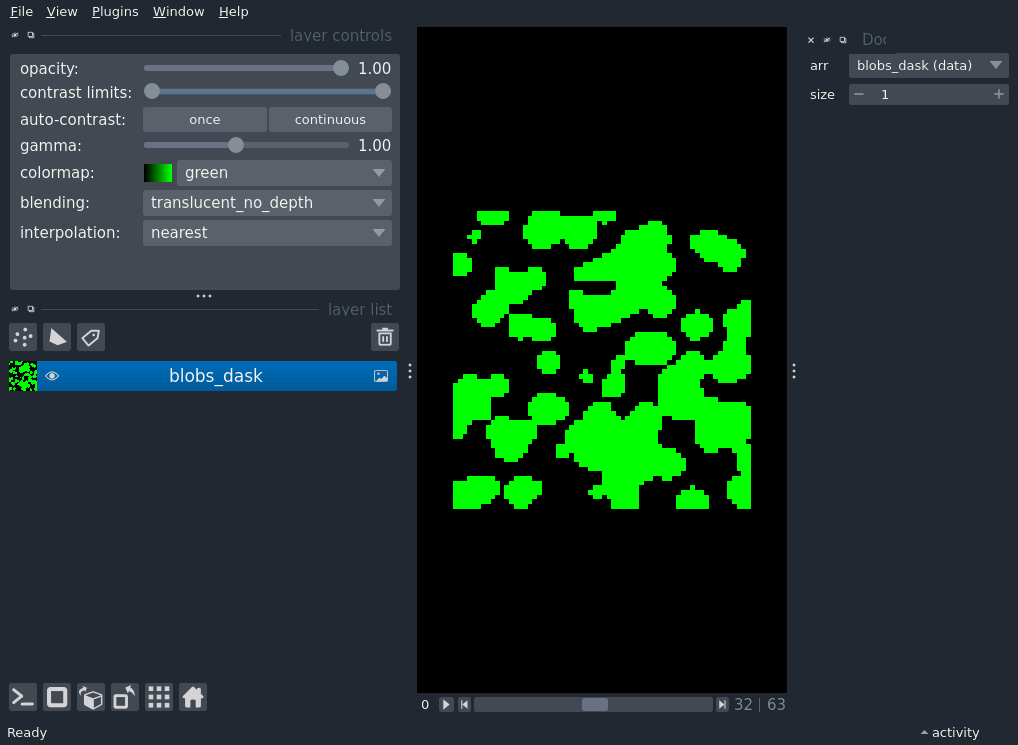 File View Plugins Window Help
layer controls
opacity: 1.00
contrast limits:
auto-contrast: once continuous
gamma: 1.00
colormap: green
blending: translucent_no_depth
interpolation: nearest
layer list
blobs_dask
0 32 | 63
Ready
activity
arr blobs_dask (data)
size 1